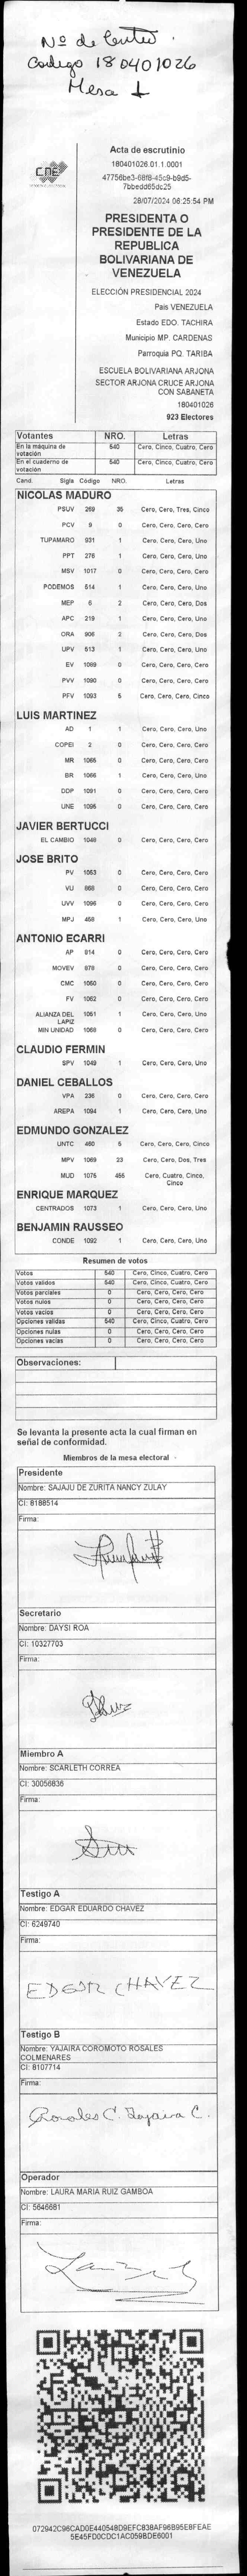 Nº de Centro.
Codigo 180401026
Mesa 1
CNE
Acta de escrutinio
180401026.01.1.0001
47756be3-68f8-45c9-b9d5-
7bbedd65dc25
28/07/2024 06:25:54 PM
PRESIDENTA O
PRESIDENTE DE LA
REPUBLICA
BOLIVARIANA DE
VENEZUELA
ELECCIÓN PRESIDENCIAL 2024
Pais VENEZUELA
Estado EDO. TACHIRA
Municipio MP. CARDENAS
Parroquia PQ. TARIBA
ESCUELA BOLIVARIANA ARJONA
SECTOR ARJONA CRUCE ARJONA
CON SABANETA
180401026
923 Electores
Votantes NRO. Letras
En la máquina de votación 540 Cero, Cinco, Cuatro, Cero
En el cuaderno de votación 540 Cero, Cinco, Cuatro, Cero
Cand. Sigla Código NRO. Letras
NICOLAS MADURO
PSUV 269 35 Cero, Cero, Tres, Cinco
PCV 9 0 Cero, Cero, Cero, Cero
TUPAMARO 931 1 Cero, Cero, Cero, Uno
PPT 276 1 Cero, Cero, Cero, Uno
MSV 1017 0 Cero, Cero, Cero, Cero
PODEMOS 514 1 Cero, Cero, Cero, Uno
MEP 6 2 Cero, Cero, Cero, Dos
APC 219 1 Cero, Cero, Cero, Uno
ORA 906 2 Cero, Cero, Cero, Dos
UPV 513 1 Cero, Cero, Cero, Uno
EV 1089 0 Cero, Cero, Cero, Cero
PVV 1090 0 Cero, Cero, Cero, Cero
PFV 1093 5 Cero, Cero, Cero, Cinco
LUIS MARTINEZ
AD 1 1 Cero, Cero, Cero, Uno
COPEI 2 0 Cero, Cero, Cero, Cero
MR 1065 0 Cero, Cero, Cero, Cero
BR 1066 1 Cero, Cero, Cero, Uno
DDP 1091 0 Cero, Cero, Cero, Cero
UNE 1095 0 Cero, Cero, Cero, Cero
JAVIER BERTUCCI
EL CAMBIO 1048 0 Cero, Cero, Cero, Cero
JOSE BRITO
PV 1053 0 Cero, Cero, Cero, Cero
VU 868 0 Cero, Cero, Cero, Cero
UVV 1096 0 Cero, Cero, Cero, Cero
MPJ 458 1 Cero, Cero, Cero, Uno
ANTONIO ECARRI
AP 914 0 Cero, Cero, Cero, Cero
MOVEV 978 0 Cero, Cero, Cero, Cero
CMC 1050 0 Cero, Cero, Cero, Cero
FV 1052 0 Cero, Cero, Cero, Cero
ALIANZA DEL LAPIZ 1051 1 Cero, Cero, Cero, Uno
MIN UNIDAD 1068 0 Cero, Cero, Cero, Cero
CLAUDIO FERMIN
SPV 1049 1 Cero, Cero, Cero, Uno
DANIEL CEBALLOS
VPA 236 0 Cero, Cero, Cero, Cero
AREPA 1094 1 Cero, Cero, Cero, Uno
EDMUNDO GONZALEZ
UNTC 460 5 Cero, Cero, Cero, Cinco
MPV 1069 23 Cero, Cero, Dos, Tres
MUD 1075 455 Cero, Cuatro, Cinco, Cinco
ENRIQUE MARQUEZ
CENTRADOS 1073 1 Cero, Cero, Cero, Uno
BENJAMIN RAUSSEO
CONDE 1092 1 Cero, Cero, Cero, Uno
Resumen de votos
Votos 540 Cero, Cinco, Cuatro, Cero
Votos validos 540 Cero, Cinco, Cuatro, Cero
Votos parciales 0 Cero, Cero, Cero, Cero
Votos nulos 0 Cero, Cero, Cero, Cero
Votos vacios 0 Cero, Cero, Cero, Cero
Opciones validas 540 Cero, Cinco, Cuatro, Cero
Opciones nulas 0 Cero, Cero, Cero, Cero
Opciones vacias 0 Cero, Cero, Cero, Cero
Observaciones:
Se levanta la presente acta la cual firman en
señal de conformidad.
Miembros de la mesa electoral
Presidente
Nombre: SAJAJU DE ZURITA NANCY ZULAY
CI: 8188514
Firma:
Secretario
Nombre: DAYSI ROA
CI: 10327703
Firma:
Miembro A
Nombre: SCARLETH CORREA
CI: 30056836
Firma:
Testigo A
Nombre: EDGAR EDUARDO CHAVEZ
CI: 6249740
Firma:
EDGAR CHAVEZ
Testigo B
Nombre: YAJAIRA COROMOTO ROSALES
COLMENARES
CI: 8107714
Firma:
Rosales C. Yajaira C.
Operador
Nombre: LAURA MARIA RUIZ GAMBOA
CI: 5646681
Firma:
072942C96CAD0E440548D9EFC838AF96B95E8FEAE
5E45FD0CDC1AC059BDE6001